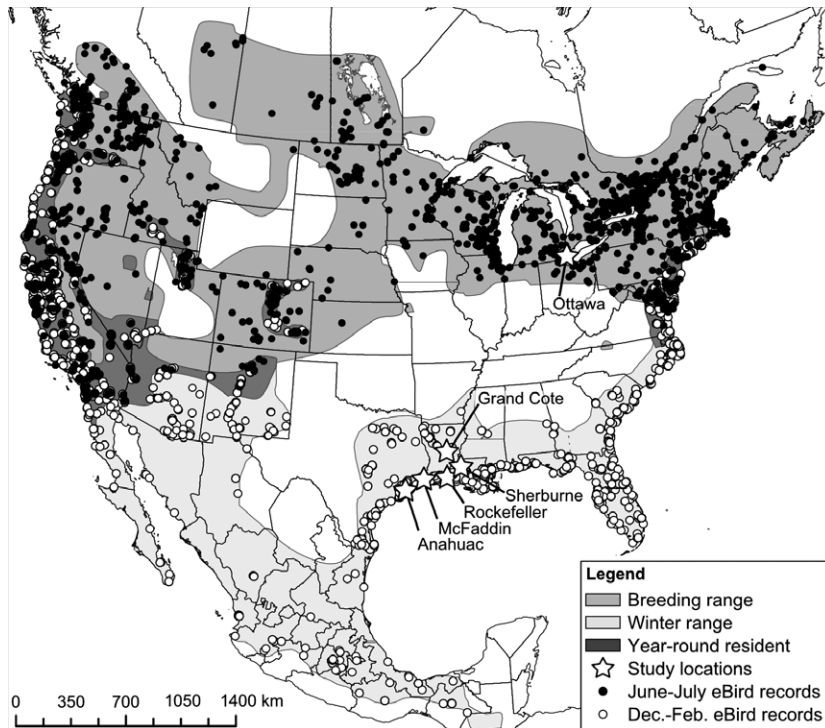 Ottawa
Grand Cote
Sherburne
Rockefeller
McFaddin
Anahuac
Legend
Breeding range
Winter range
Year-round resident
Study locations
June-July eBird records
Dec.-Feb. eBird records
0 350 700 1050 1400 km